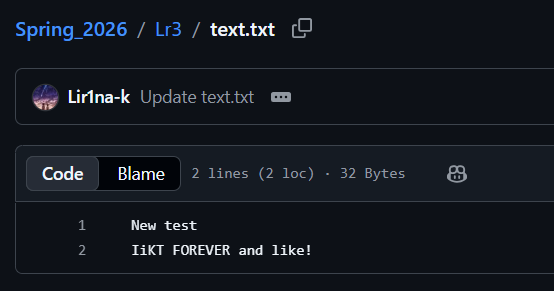 Spring_2026 / Lr3 / text.txt
Lir1na-k Update text.txt
Code Blame 2 lines (2 loc) · 32 Bytes
1 New test
2 IiKT FOREVER and like!